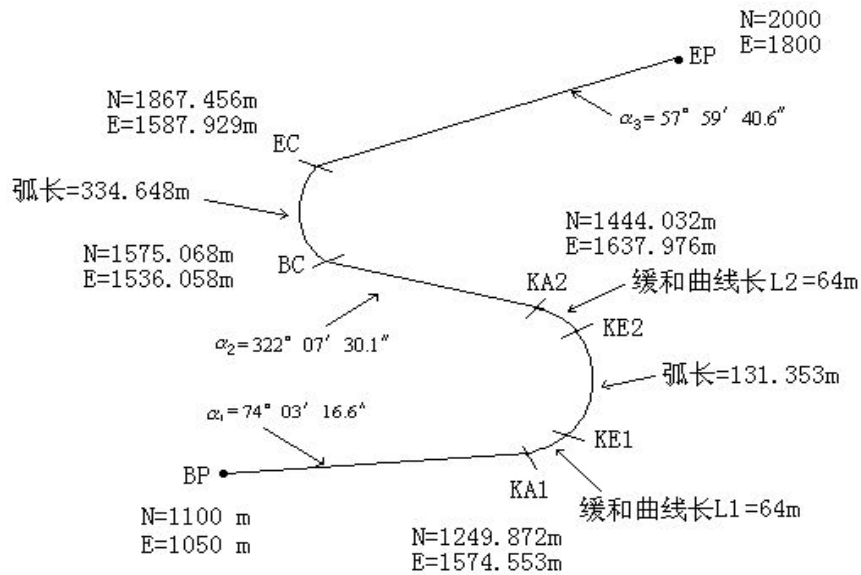 N=2000
E=1800
EP
α₃=57° 59′ 40.6″
N=1867.456m
E=1587.929m
EC
弧长=334.648m
N=1575.068m
E=1536.058m
BC
N=1444.032m
E=1637.976m
KA2
缓和曲线长L2=64m
KE2
α₂=322° 07′ 30.1″
弧长=131.353m
α₁=74° 03′ 16.6″
KE1
BP
KA1
缓和曲线长L1=64m
N=1100 m
E=1050 m
N=1249.872m
E=1574.553m